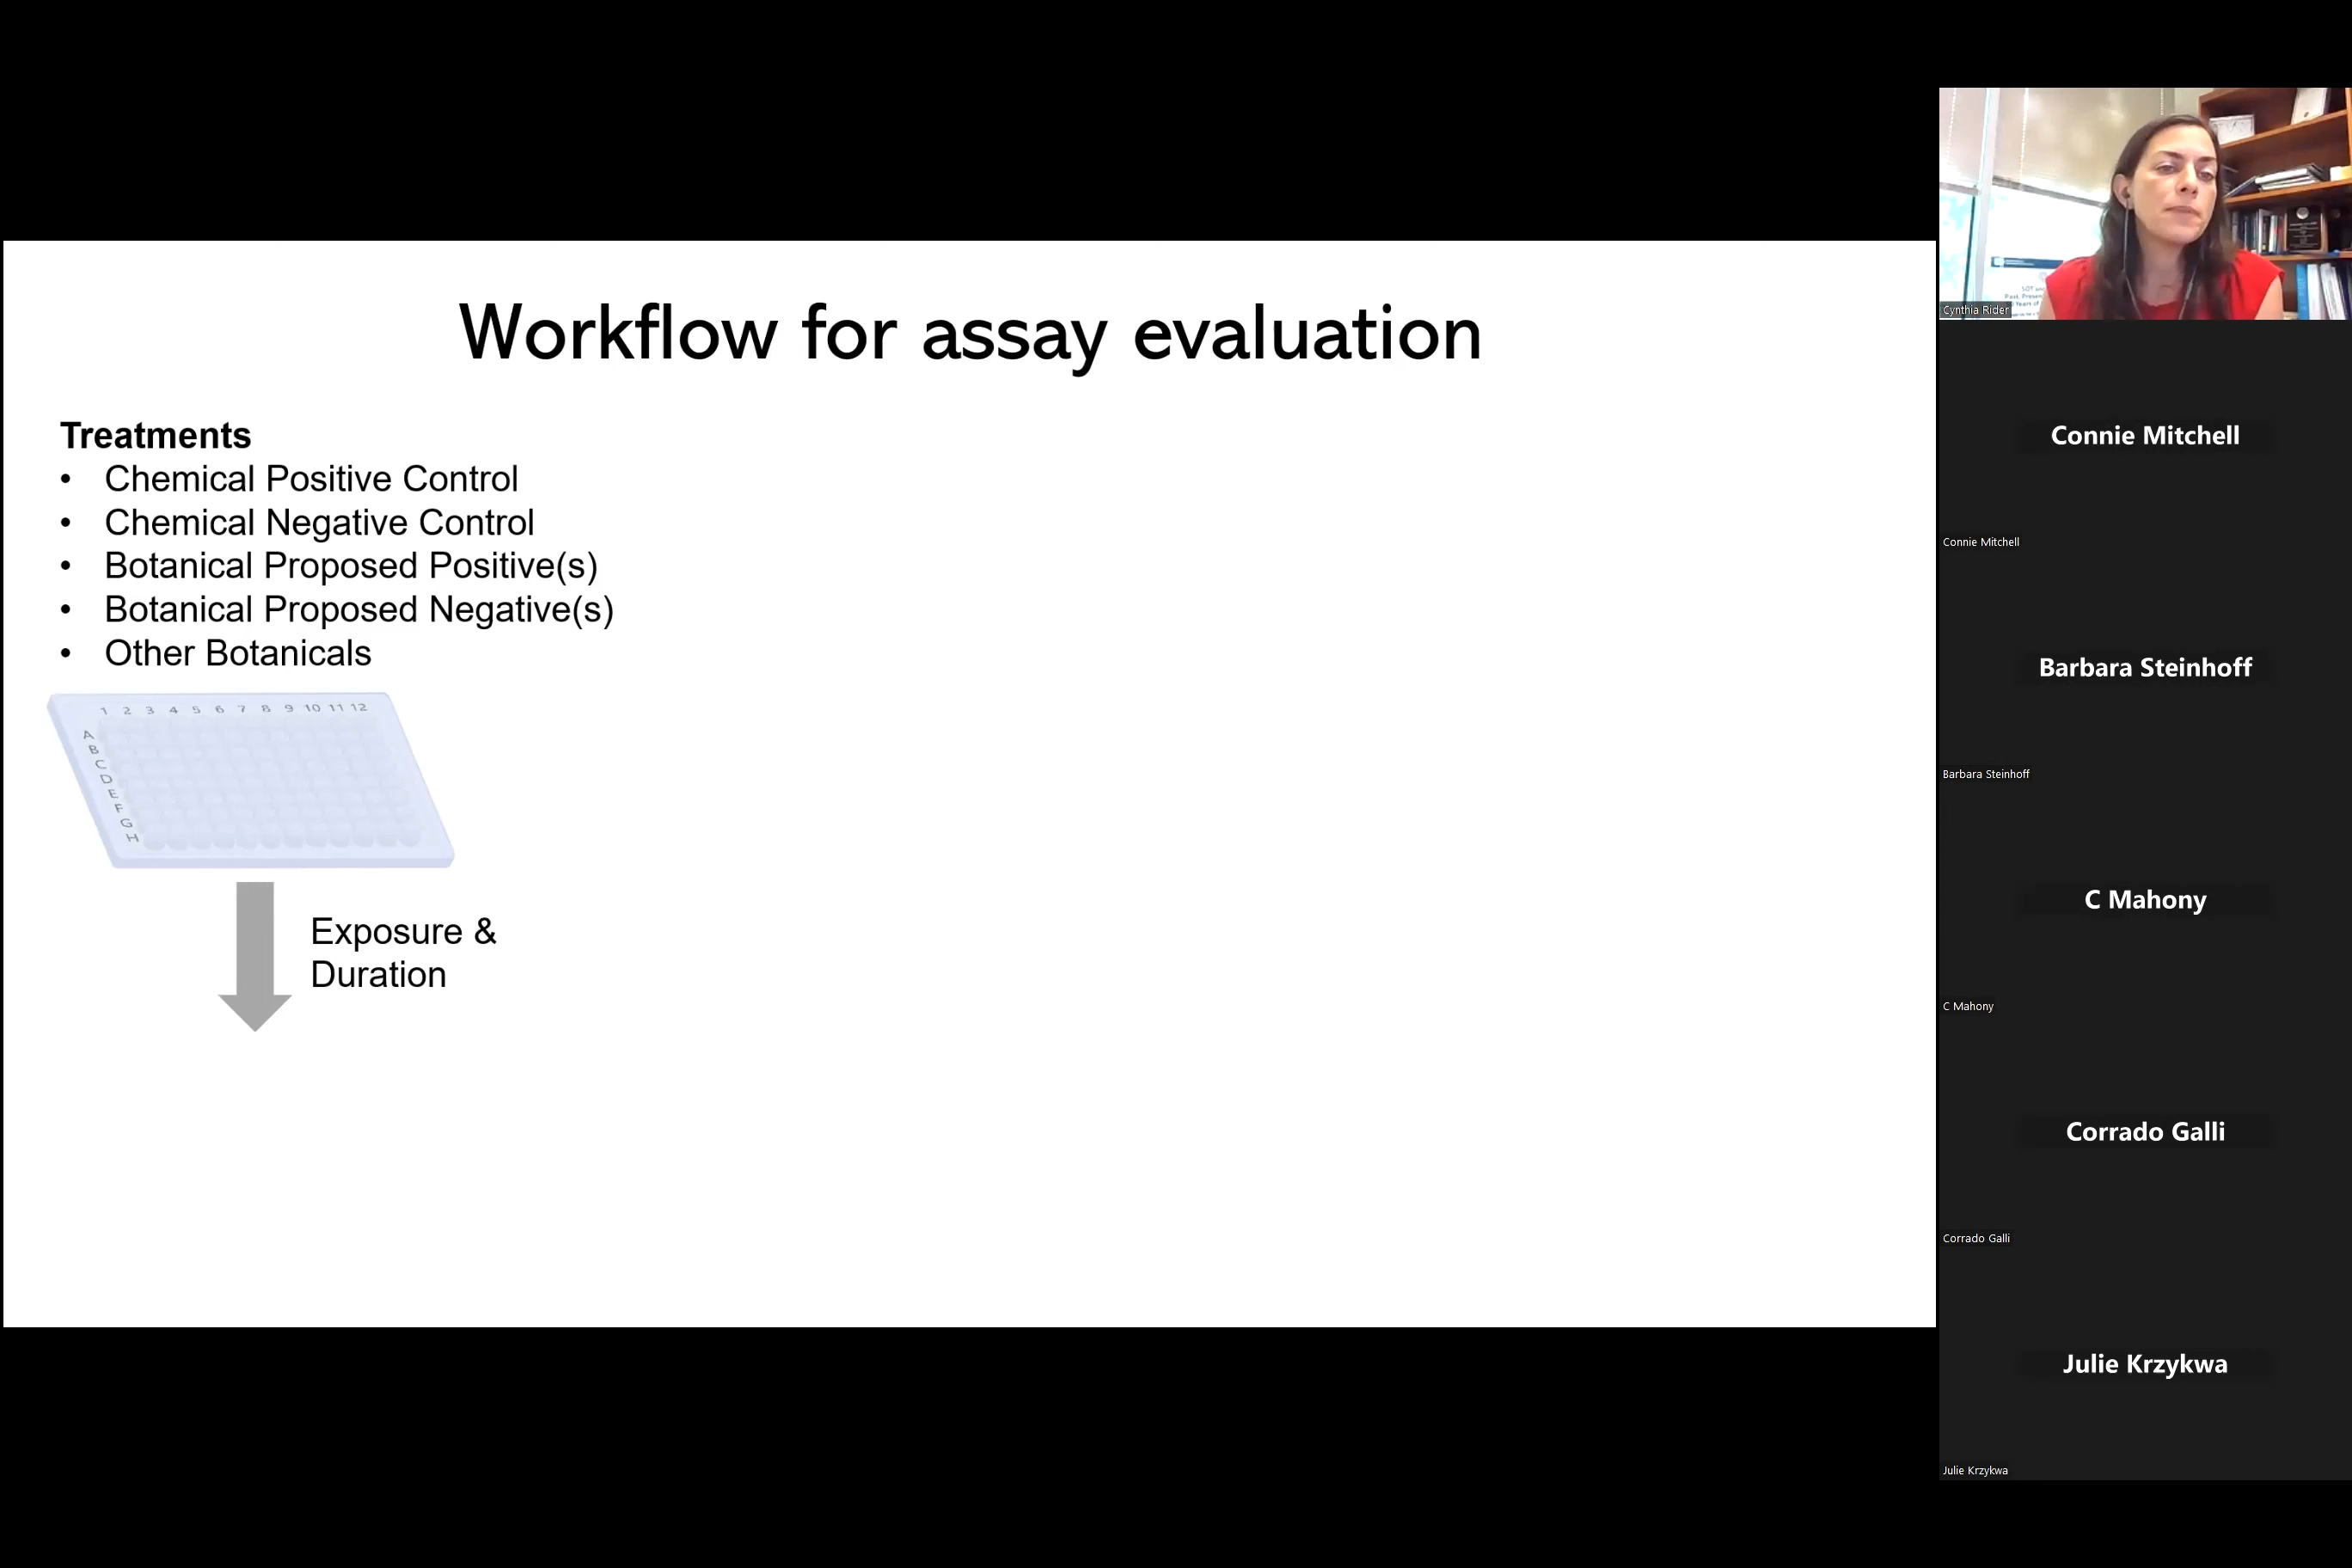 Workflow for assay evaluation
Treatments
• Chemical Positive Control
• Chemical Negative Control
• Botanical Proposed Positive(s)
• Botanical Proposed Negative(s)
• Other Botanicals
1 2 3 4 5 6 7 8 9 10 11 12
A
B
C
D
E
F
G
H
Exposure &
Duration
Cynthia Rider
Connie Mitchell
Connie Mitchell
Barbara Steinhoff
Barbara Steinhoff
C Mahony
C Mahony
Corrado Galli
Corrado Galli
Julie Krzykwa
Julie Krzykwa